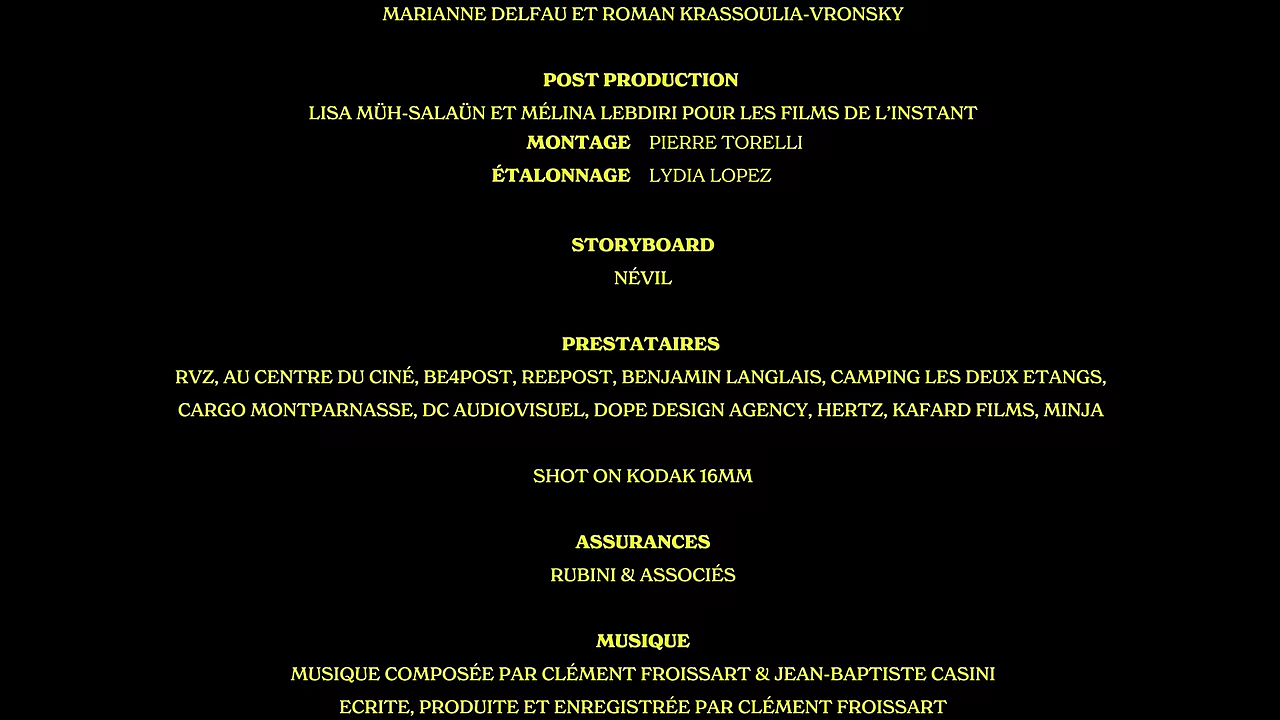 MARIANNE DELFAU ET ROMAN KRASSOULIA-VRONSKY
POST PRODUCTION
LISA MÜH-SALAÜN ET MÉLINA LEBDIRI POUR LES FILMS DE L’INSTANT
MONTAGE PIERRE TORELLI
ÉTALONNAGE LYDIA LOPEZ
STORYBOARD
NÉVIL
PRESTATAIRES
RVZ, AU CENTRE DU CINÉ, BE4POST, REEPOST, BENJAMIN LANGLAIS, CAMPING LES DEUX ETANGS,
CARGO MONTPARNASSE, DC AUDIOVISUEL, DOPE DESIGN AGENCY, HERTZ, KAFARD FILMS, MINJA
SHOT ON KODAK 16MM
ASSURANCES
RUBINI & ASSOCIÉS
MUSIQUE
MUSIQUE COMPOSÉE PAR CLÉMENT FROISSART & JEAN-BAPTISTE CASINI
ECRITE, PRODUITE ET ENREGISTRÉE PAR CLÉMENT FROISSART